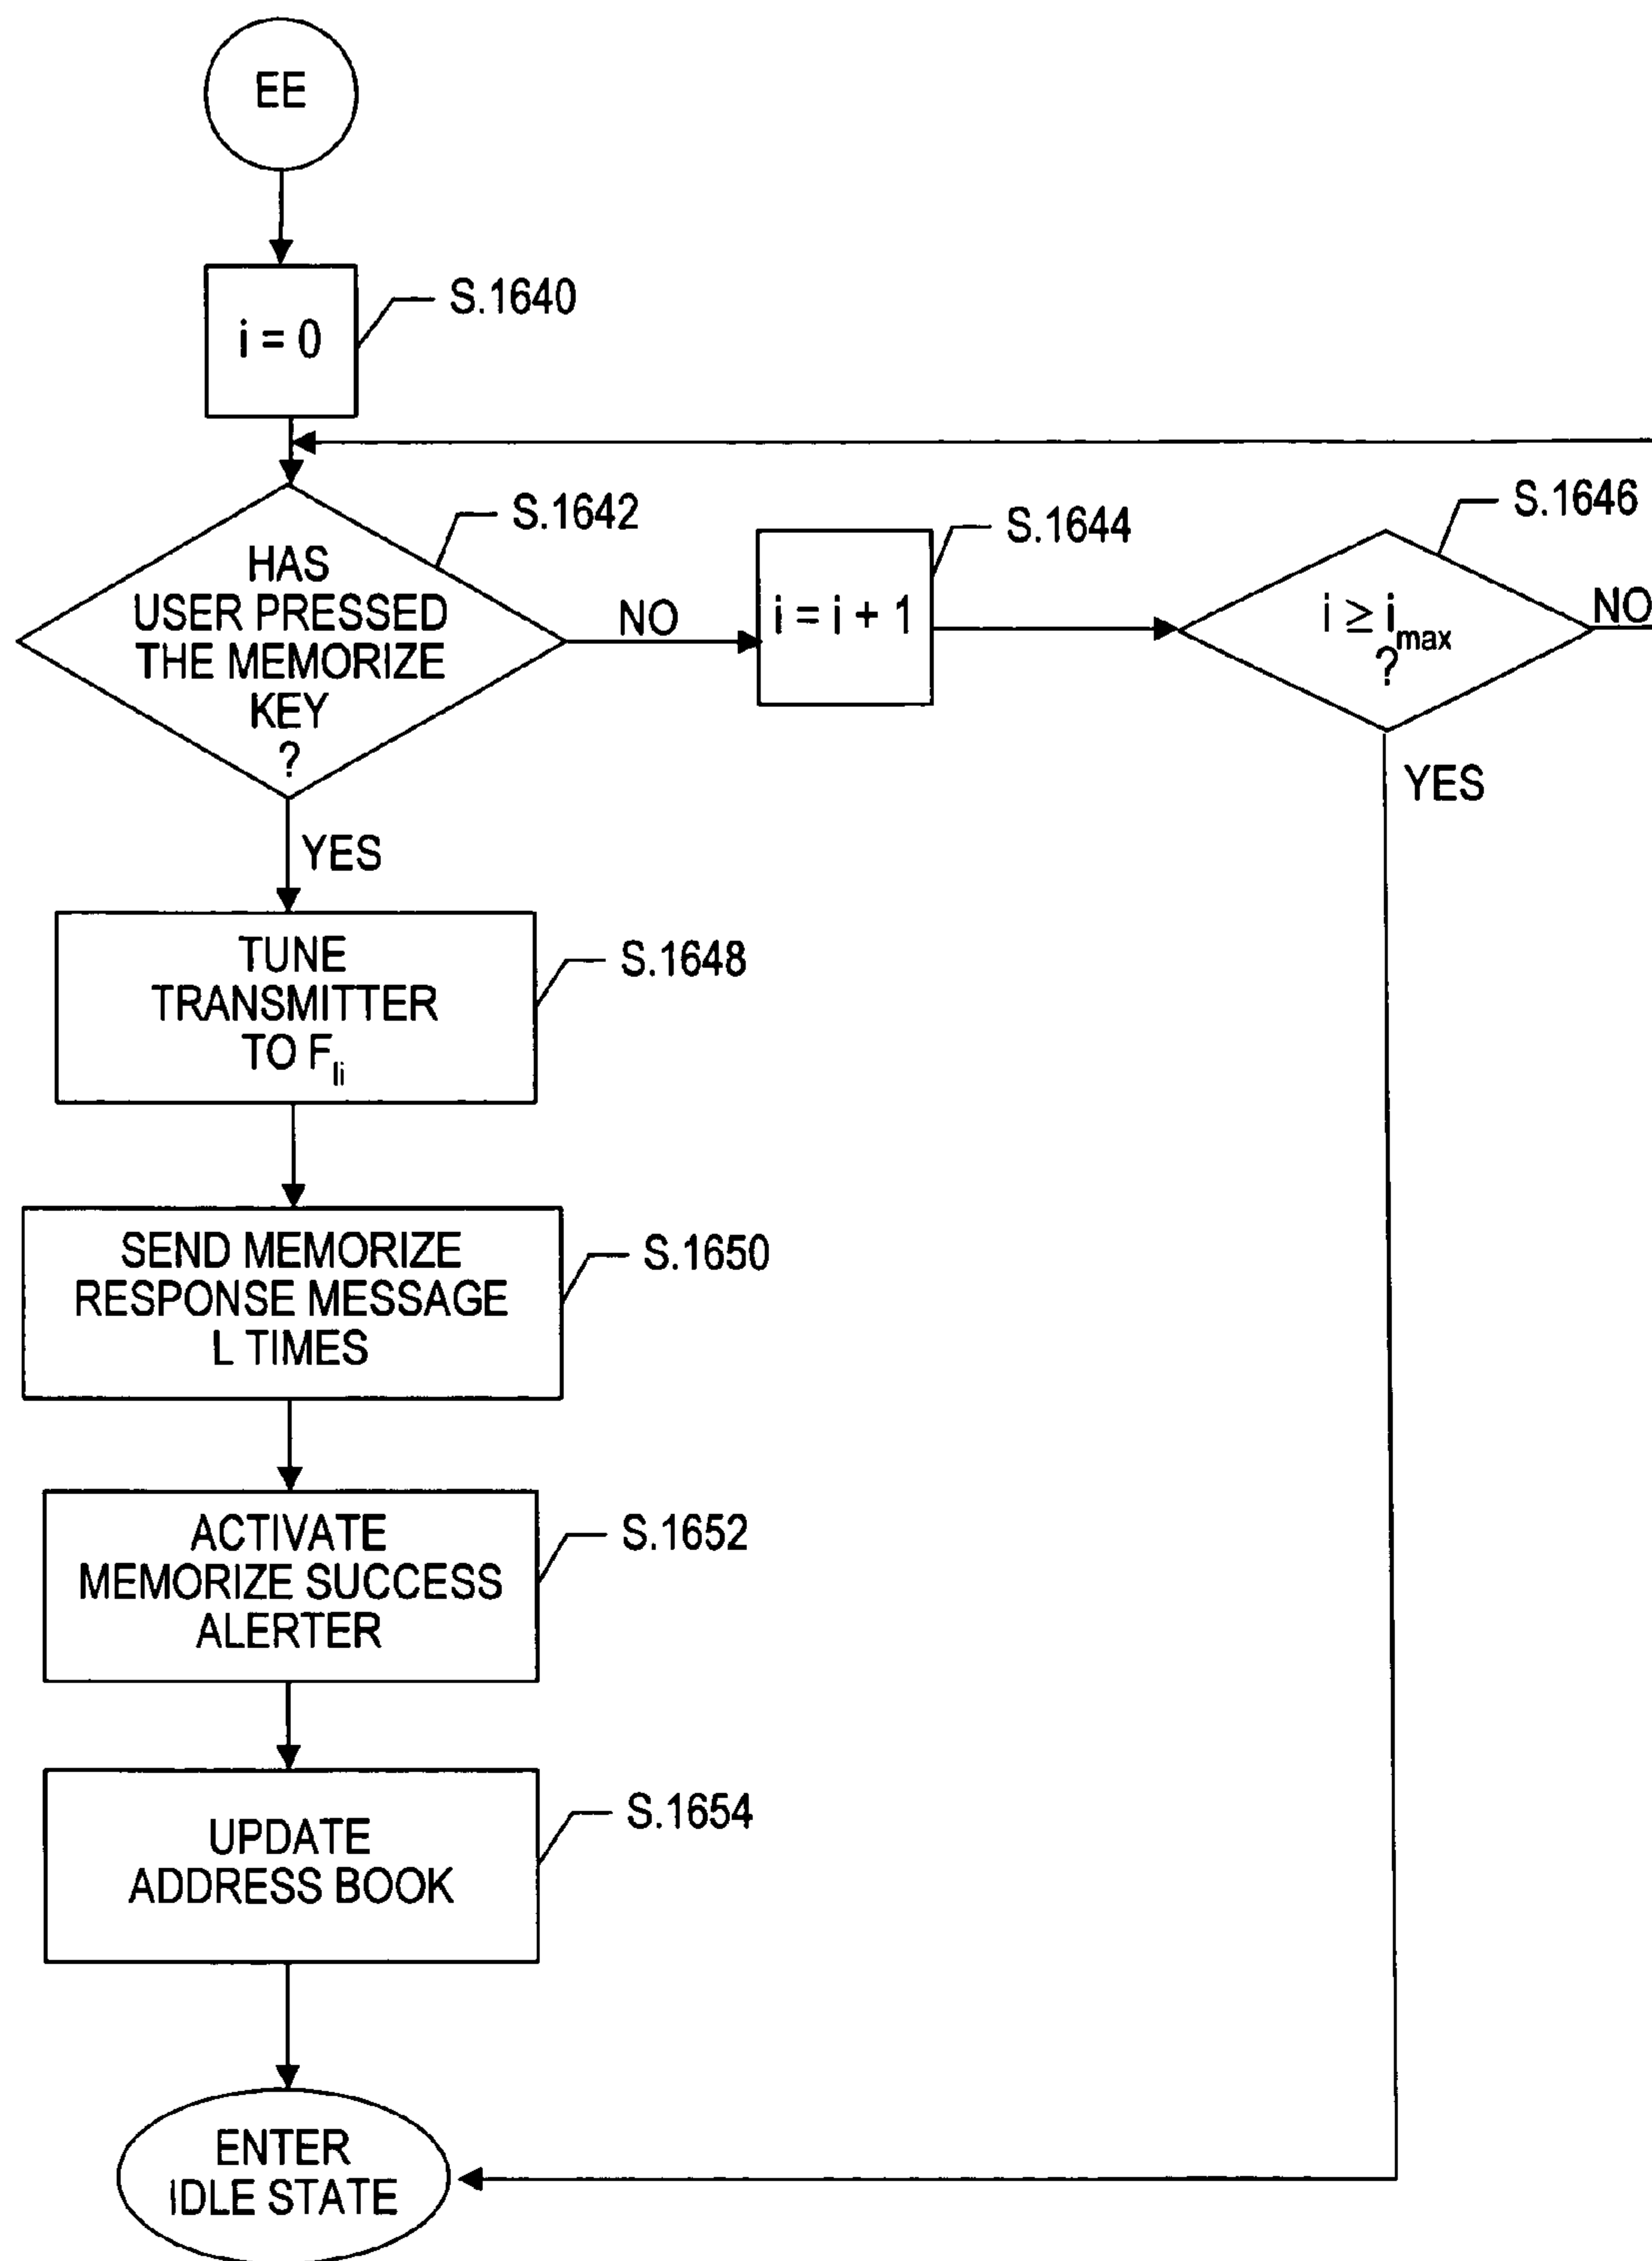 EE
i = 0
S.1640
HAS
USER PRESSED
THE MEMORIZE
KEY
?
S.1642
NO
i = i + 1
S.1644
i ≥ imax
?
S.1646
NO
YES
YES
TUNE
TRANSMITTER
TO Fli
S.1648
SEND MEMORIZE
RESPONSE MESSAGE
L TIMES
S.1650
ACTIVATE
MEMORIZE SUCCESS
ALERTER
S.1652
UPDATE
ADDRESS BOOK
S.1654
ENTER
IDLE STATE